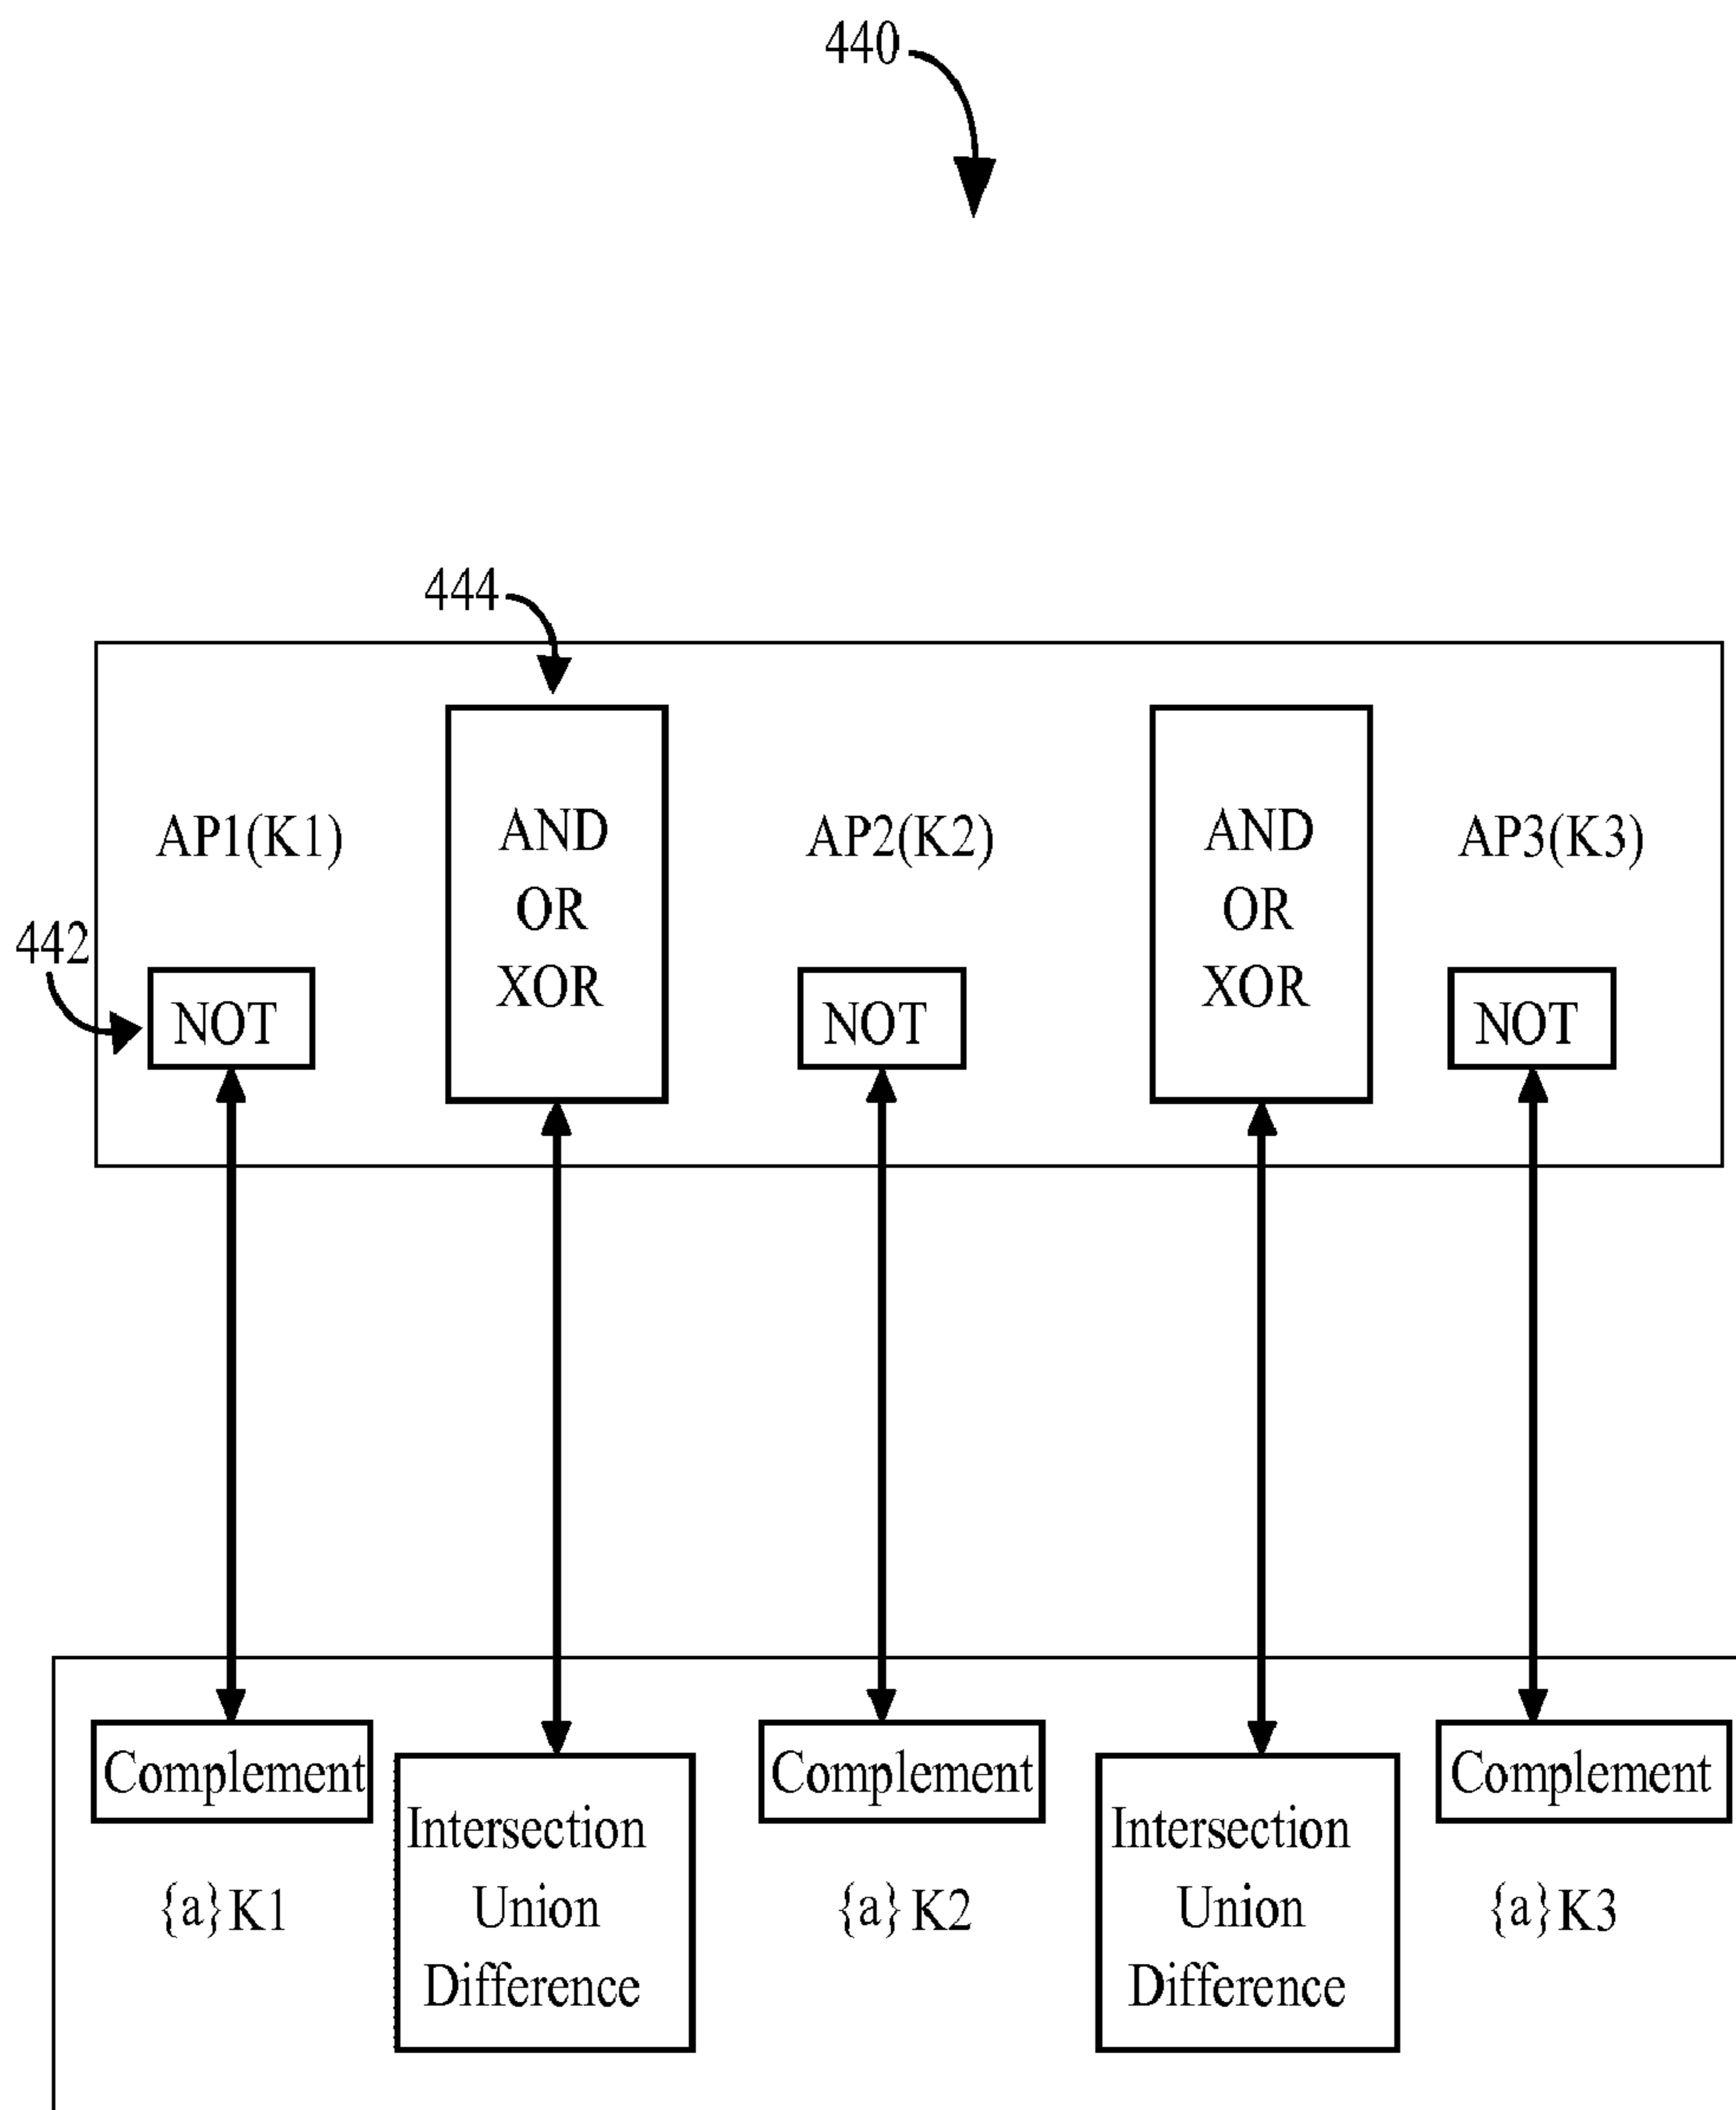 440
444
AP1(K1)
AND
OR
XOR
AP2(K2)
AND
OR
XOR
AP3(K3)
442
NOT
NOT
NOT
Complement
{a}K1
Intersection
Union
Difference
Complement
{a}K2
Intersection
Union
Difference
Complement
{a}K3